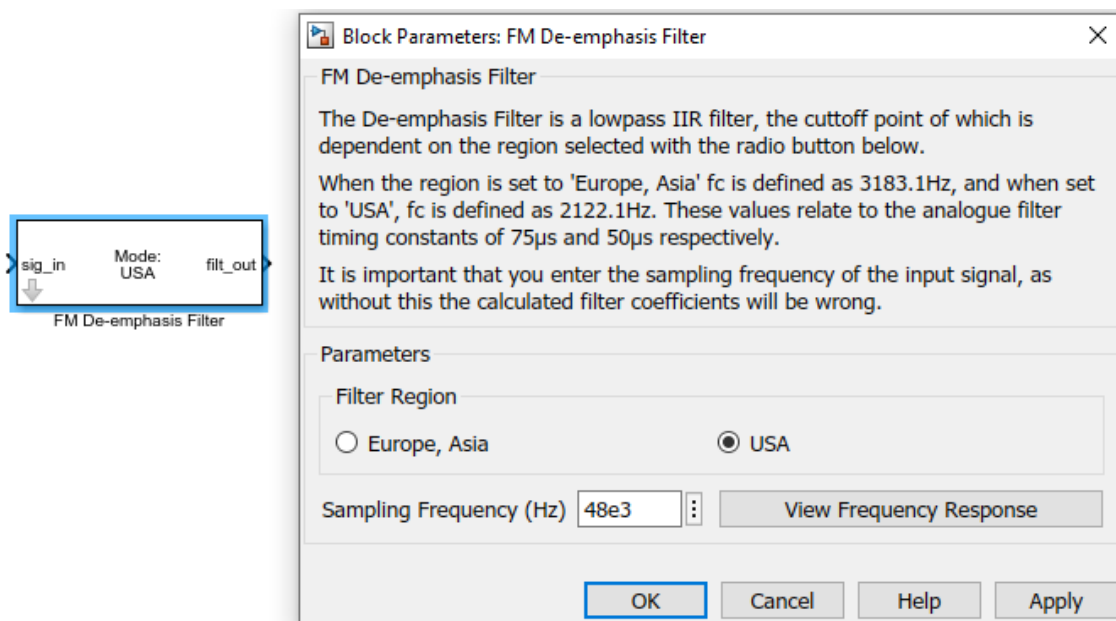 Block Parameters: FM De-emphasis Filter
FM De-emphasis Filter
The De-emphasis Filter is a lowpass IIR filter, the cuttoff point of which is
dependent on the region selected with the radio button below.
When the region is set to 'Europe, Asia' fc is defined as 3183.1Hz, and when set
to 'USA', fc is defined as 2122.1Hz. These values relate to the analogue filter
timing constants of 75µs and 50µs respectively.
It is important that you enter the sampling frequency of the input signal, as
without this the calculated filter coefficients will be wrong.
sig_in
Mode:
USA
filt_out
FM De-emphasis Filter
Parameters
Filter Region
Europe, Asia
USA
Sampling Frequency (Hz) 48e3 View Frequency Response
OK Cancel Help Apply